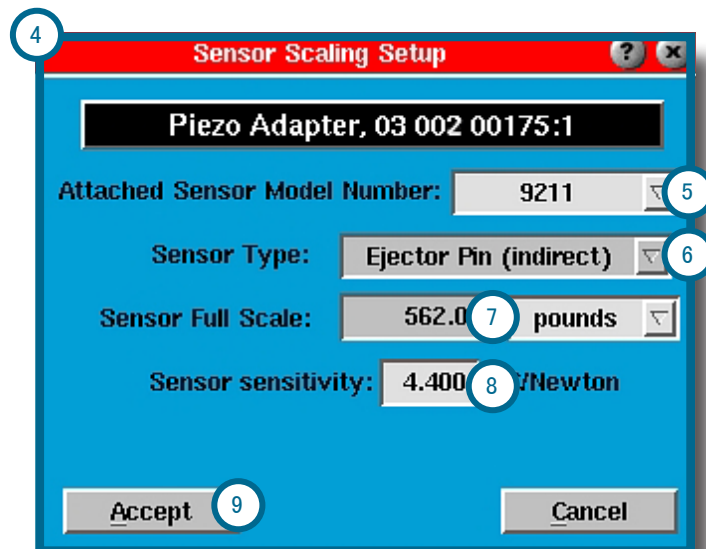 4
Sensor Scaling Setup ? x
Piezo Adapter, 03 002 00175:1
Attached Sensor Model Number: 9211 5
Sensor Type: Ejector Pin (indirect) 6
Sensor Full Scale: 562.0 7 pounds
Sensor sensitivity: 4.400 8 /Newton
Accept 9 Cancel